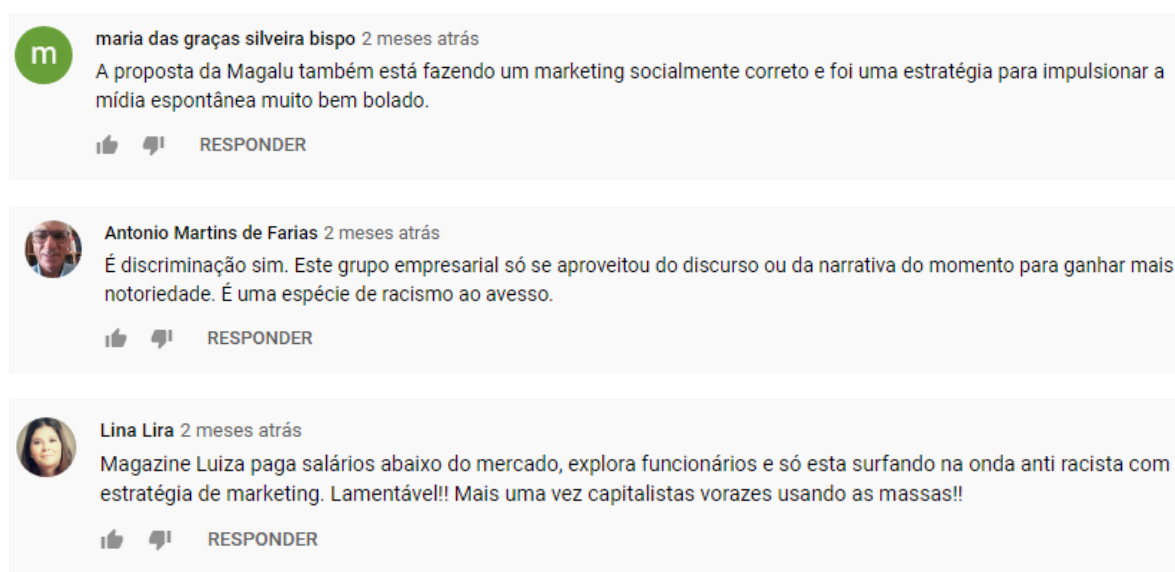 m
maria das graças silveira bispo 2 meses atrás
A proposta da Magalu também está fazendo um marketing socialmente correto e foi uma estratégia para impulsionar a
mídia espontânea muito bem bolado.
RESPONDER
Antonio Martins de Farias 2 meses atrás
É discriminação sim. Este grupo empresarial só se aproveitou do discurso ou da narrativa do momento para ganhar mais
notoriedade. É uma espécie de racismo ao avesso.
RESPONDER
Lina Lira 2 meses atrás
Magazine Luiza paga salários abaixo do mercado, explora funcionários e só esta surfando na onda anti racista com
estratégia de marketing. Lamentável!! Mais uma vez capitalistas vorazes usando as massas!!
RESPONDER